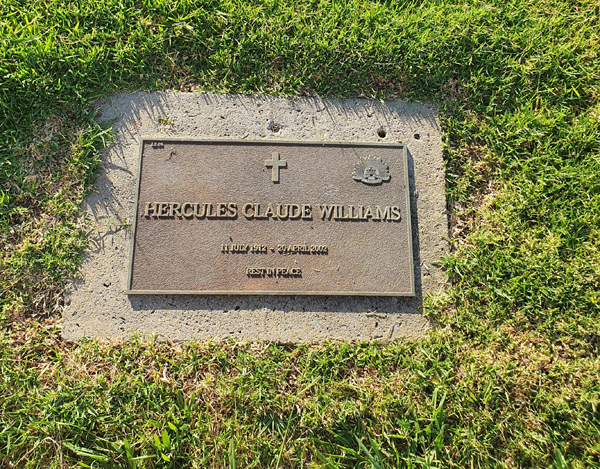 HERCULES CLAUDE WILLIAMS
11 JULY 1912 - 20 APRIL 2002
REST IN PEACE